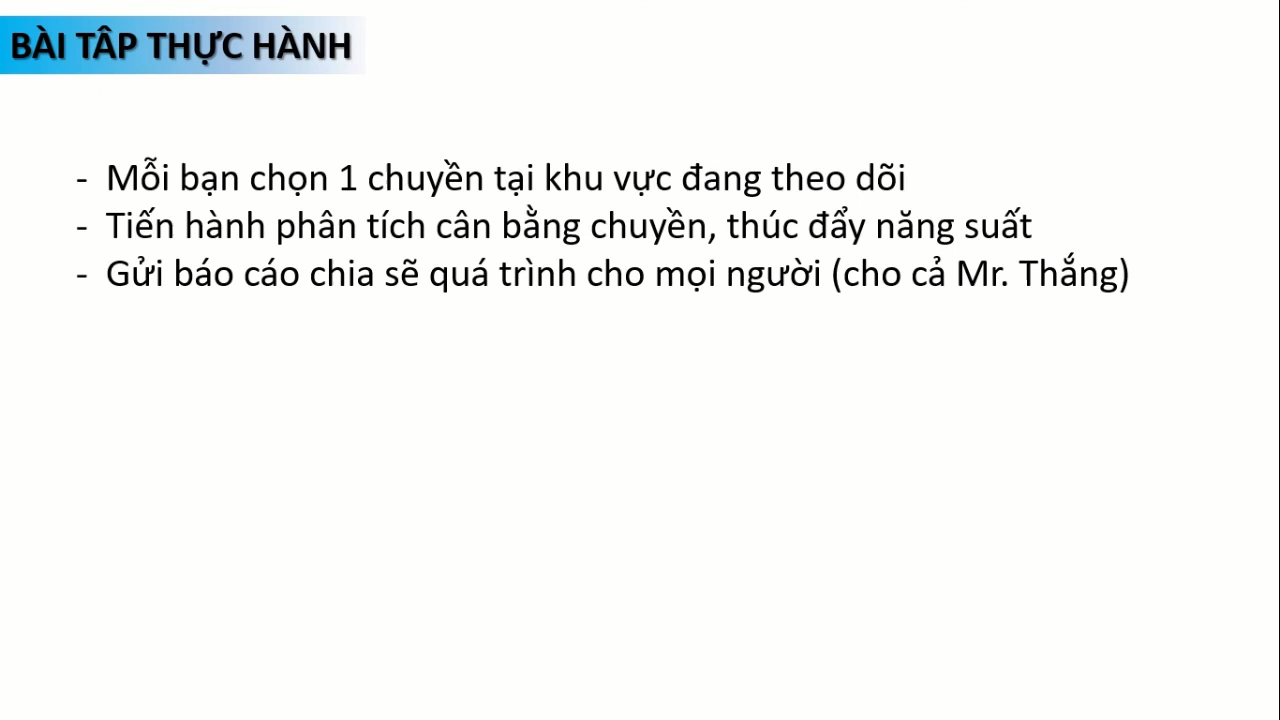 BÀI TÂP THỰC HÀNH
- Mỗi bạn chọn 1 chuyền tại khu vực đang theo dõi
- Tiến hành phân tích cân bằng chuyền, thúc đẩy năng suất
- Gửi báo cáo chia sẽ quá trình cho mọi người (cho cả Mr. Thắng)